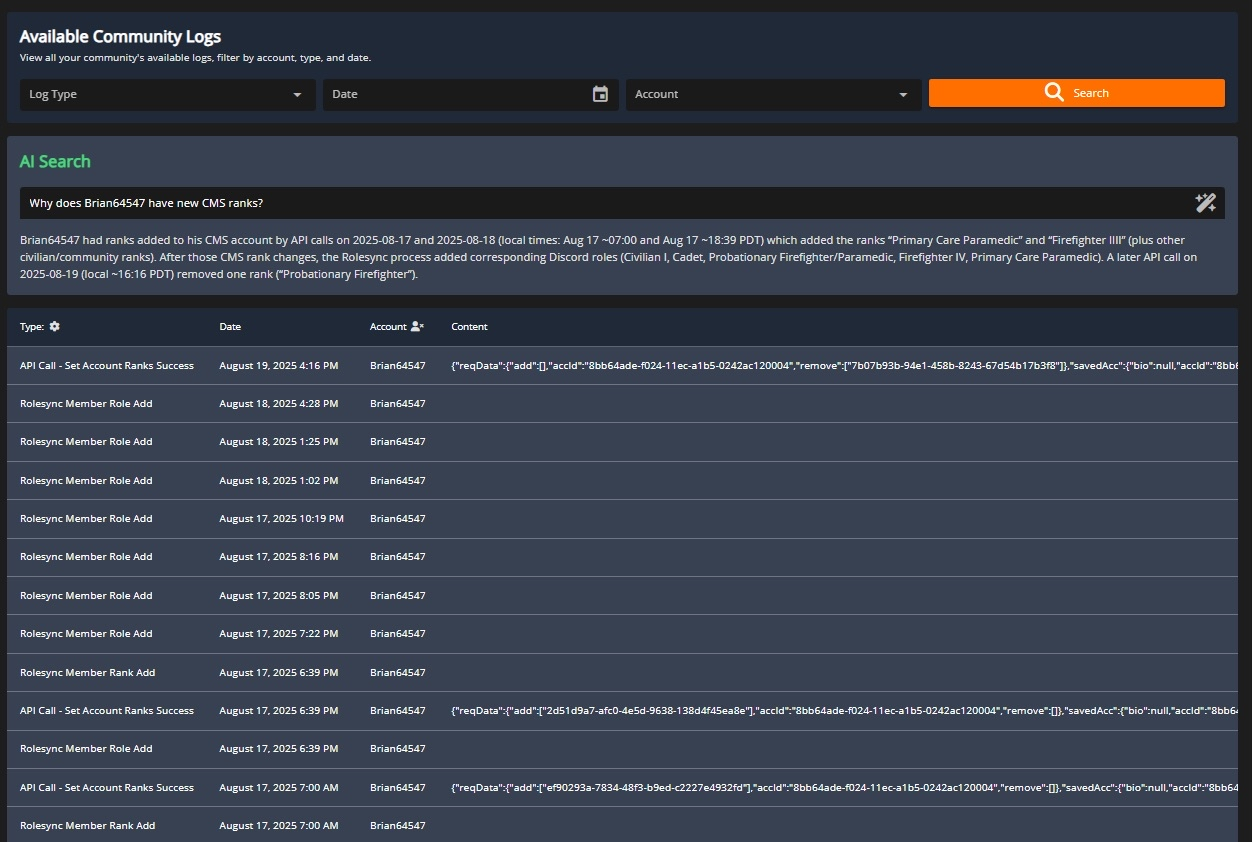 Available Community Logs
View all your community's available logs, filter by account, type, and date.
Log Type Date Account Search
AI Search
Why does Brian64547 have new CMS ranks?
Brian64547 had ranks added to his CMS account by API calls on 2025-08-17 and 2025-08-18 (local times: Aug 17 ~07:00 and Aug 17 ~18:39 PDT) which added the ranks “Primary Care Paramedic” and “Firefighter IIII” (plus other
civilian/community ranks). After those CMS rank changes, the Rolesync process added corresponding Discord roles (Civilian I, Cadet, Probationary Firefighter/Paramedic, Firefighter IV, Primary Care Paramedic). A later API call on
2025-08-19 (local ~16:16 PDT) removed one rank (“Probationary Firefighter”).
Type: Date Account Content
API Call - Set Account Ranks Success August 19, 2025 4:16 PM Brian64547 {"reqData":{"add":[],"accId":"8bb64ade-f024-11ec-a1b5-0242ac120004","remove":["7b07b93b-94e1-458b-8243-67d54b17b3f8"]},"savedAcc":{"bio":null,"accId":"8bb6
Rolesync Member Role Add August 18, 2025 4:28 PM Brian64547
Rolesync Member Role Add August 18, 2025 1:25 PM Brian64547
Rolesync Member Role Add August 18, 2025 1:02 PM Brian64547
Rolesync Member Role Add August 17, 2025 10:19 PM Brian64547
Rolesync Member Role Add August 17, 2025 8:16 PM Brian64547
Rolesync Member Role Add August 17, 2025 8:05 PM Brian64547
Rolesync Member Role Add August 17, 2025 7:22 PM Brian64547
Rolesync Member Rank Add August 17, 2025 6:39 PM Brian64547
API Call - Set Account Ranks Success August 17, 2025 6:39 PM Brian64547 {"reqData":{"add":["2d51d9a7-afc0-4e5d-9638-138d4f45ea8e"],"accId":"8bb64ade-f024-11ec-a1b5-0242ac120004","remove":[]},"savedAcc":{"bio":null,"accId":"8bb64
Rolesync Member Role Add August 17, 2025 6:39 PM Brian64547
API Call - Set Account Ranks Success August 17, 2025 7:00 AM Brian64547 {"reqData":{"add":["ef90293a-7834-48f3-b9ed-c2227e4932fd"],"accId":"8bb64ade-f024-11ec-a1b5-0242ac120004","remove":[]},"savedAcc":{"bio":null,"accId":"8bb64
Rolesync Member Rank Add August 17, 2025 7:00 AM Brian64547